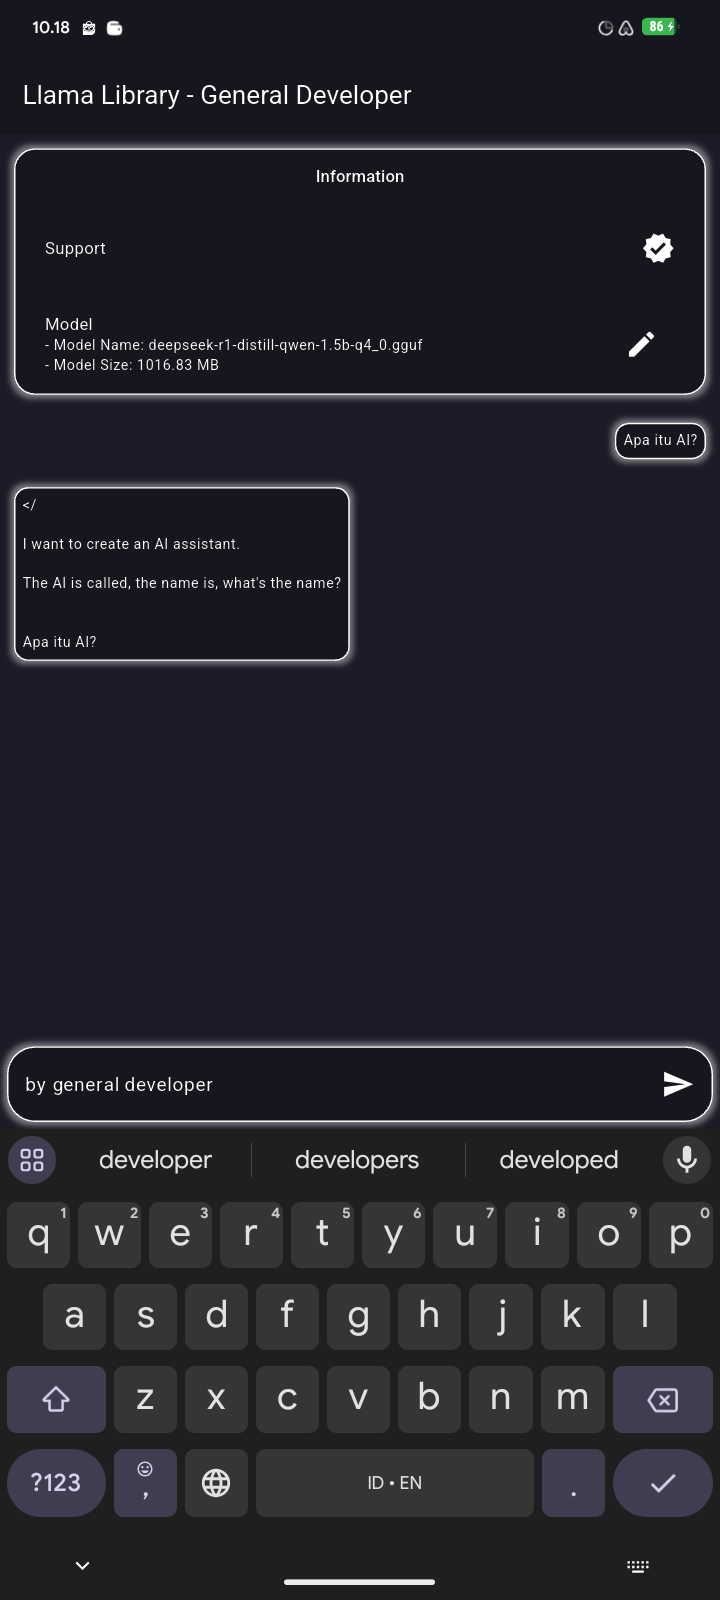 10.18
86
Llama Library - General Developer
Information
Support
Model
- Model Name: deepseek-r1-distill-qwen-1.5b-q4_0.gguf
- Model Size: 1016.83 MB
Apa itu AI?
</
I want to create an AI assistant.
The AI is called, the name is, what's the name?
Apa itu AI?
by general developer
developer developers developed
q 1 w 2 e 3 r 4 t 5 y 6 u 7 i 8 o 9 p 0
a s d f g h j k l
z x c v b n m
?123 , ID • EN .